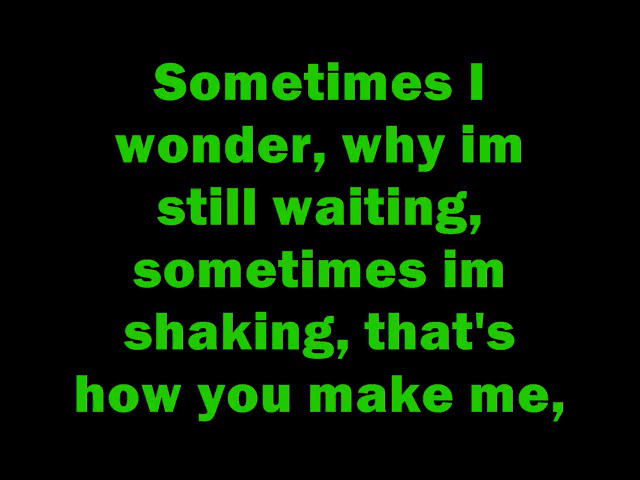 Sometimes I
wonder, why im
still waiting,
sometimes im
shaking, that's
how you make me,